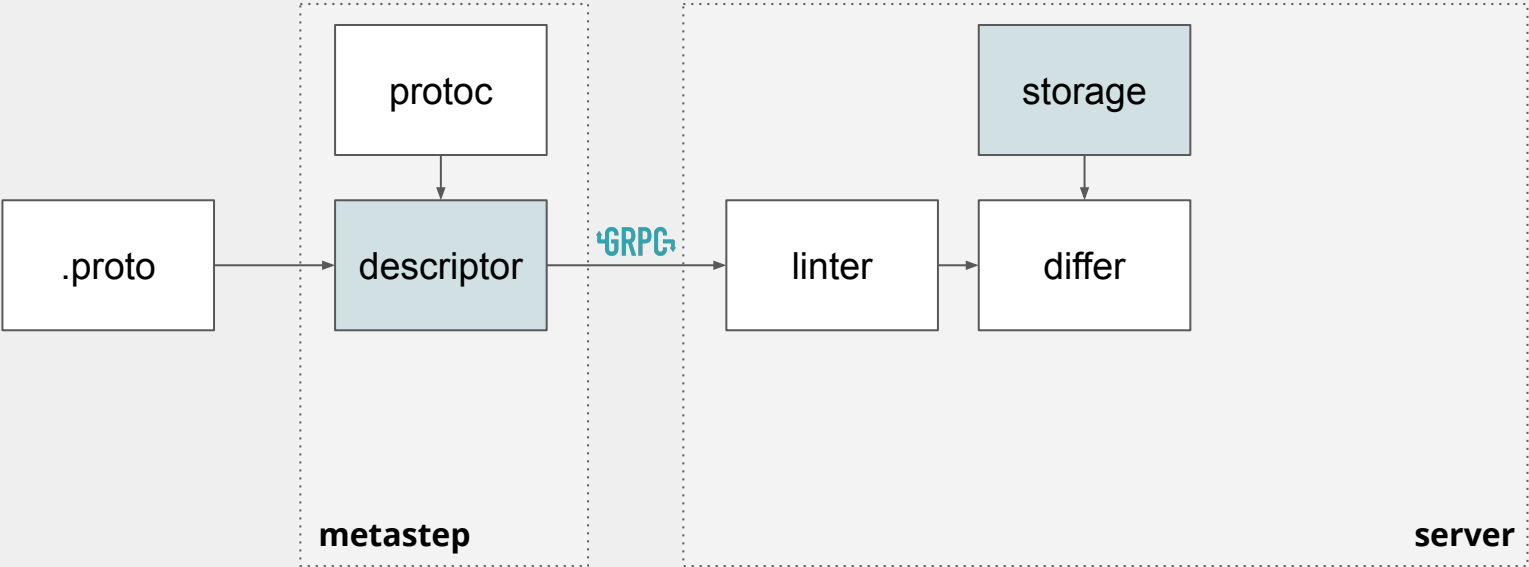 protoc
storage
.proto
descriptor
GRPC
linter
differ
metastep
server